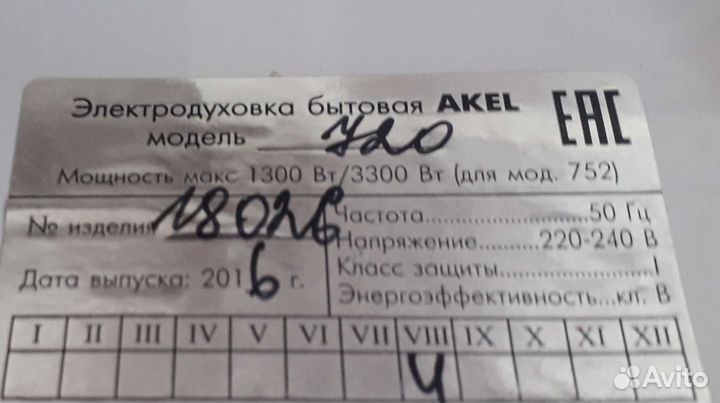 Электродуховка бытовая AKEL EAC
модель 720
Мощность макс 1300 Вт/3300 Вт (для мод. 752)
№ изделия 18026
Частота..................50 Гц
Дата выпуска: 2016 г.
Напряжение.........220-240 В
Класс защиты....................I
Энергоэффективность...кл. В
I II III IV V VI VII VIII IX X XI XII
Ч
Avito